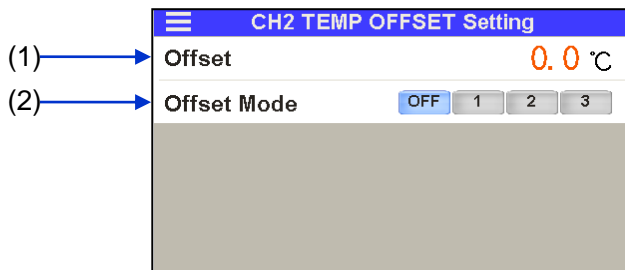 CH2 TEMP OFFSET Setting
(1) Offset 0.0 ℃
(2) Offset Mode OFF 1 2 3